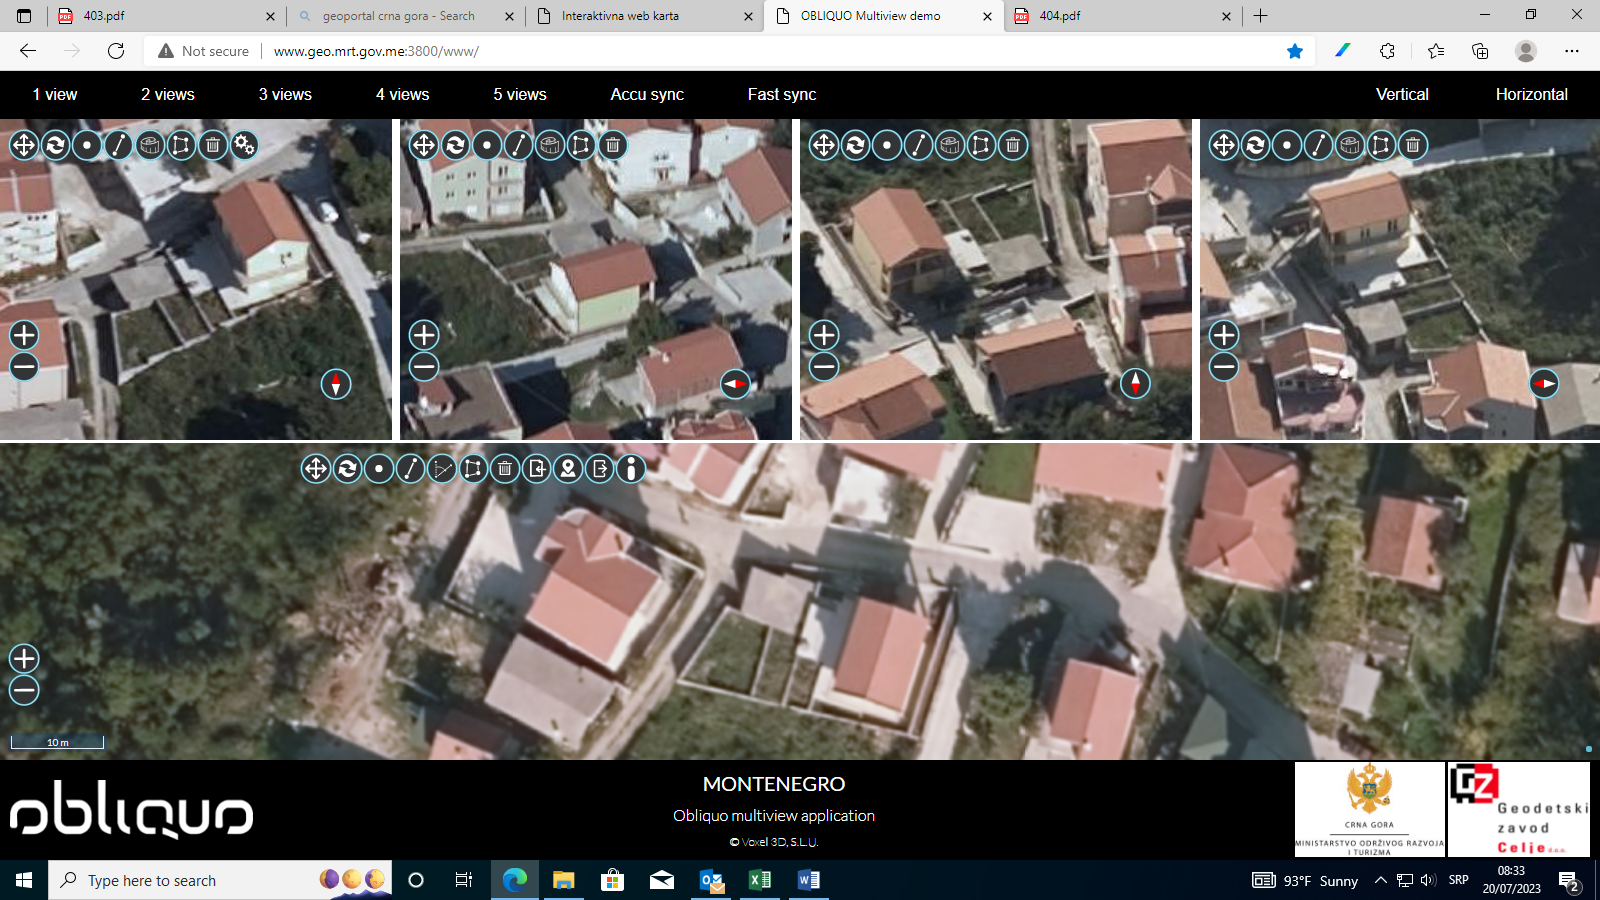 403.pdf
geoportal crna gora - Search
Interaktivna web karta
OBLIQUO Multiview demo
404.pdf
Not secure
www.geo.mrt.gov.me:3800/www/
1 view
2 views
3 views
4 views
5 views
Accu sync
Fast sync
Vertical
Horizontal
10 m
obliquo
MONTENEGRO
Obliquo multiview application
© Voxel 3D, S.L.U.
CRNA GORA
MINISTARSTVO ODRŽIVOG RAZVOJA
I TURIZMA
GZ
Geodetski
zavod
Celje d.o.o.
Type here to search
93°F Sunny
SRP
08:33
20/07/2023
2